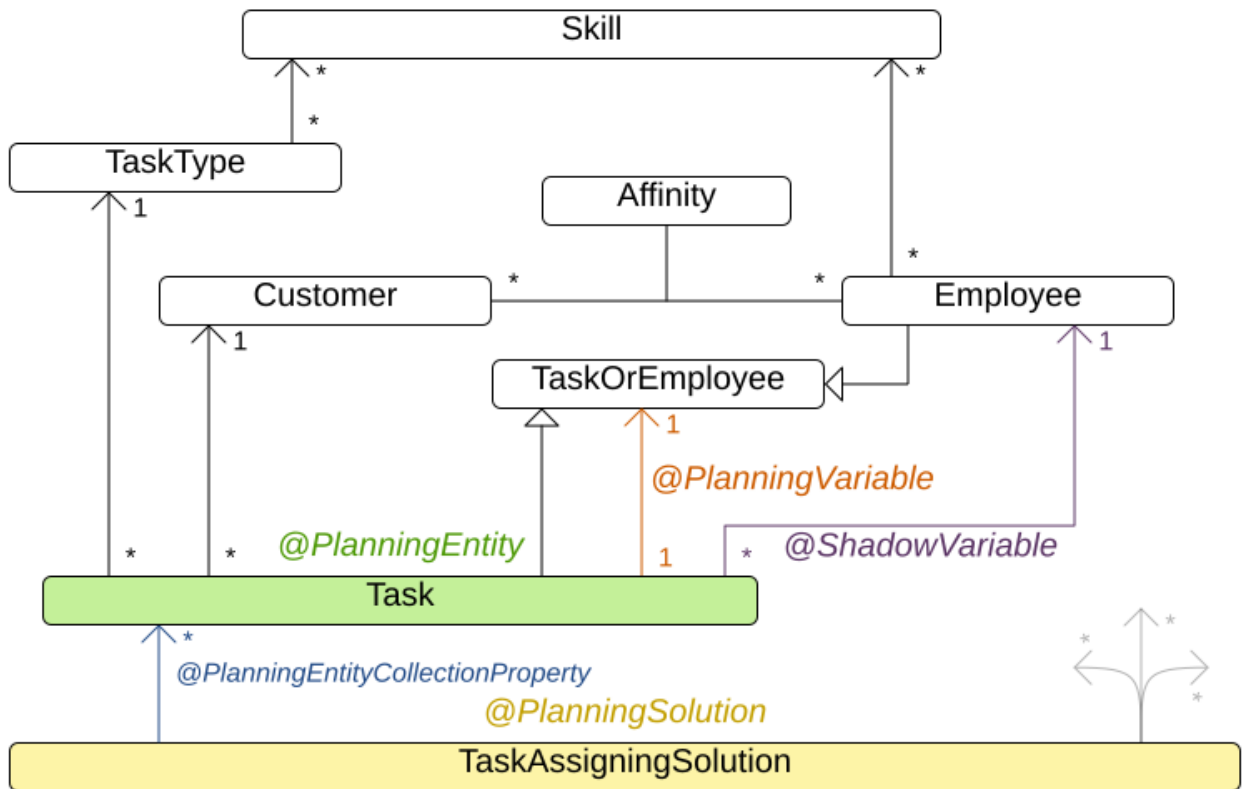 Skill
*
*
*
TaskType
1
Affinity
*
Customer
*
*
Employee
1
1
TaskOrEmployee
1
@PlanningVariable
@PlanningEntity
@ShadowVariable
*
*
1
*
Task
*
@PlanningEntityCollectionProperty
*
*
*
@PlanningSolution
TaskAssigningSolution